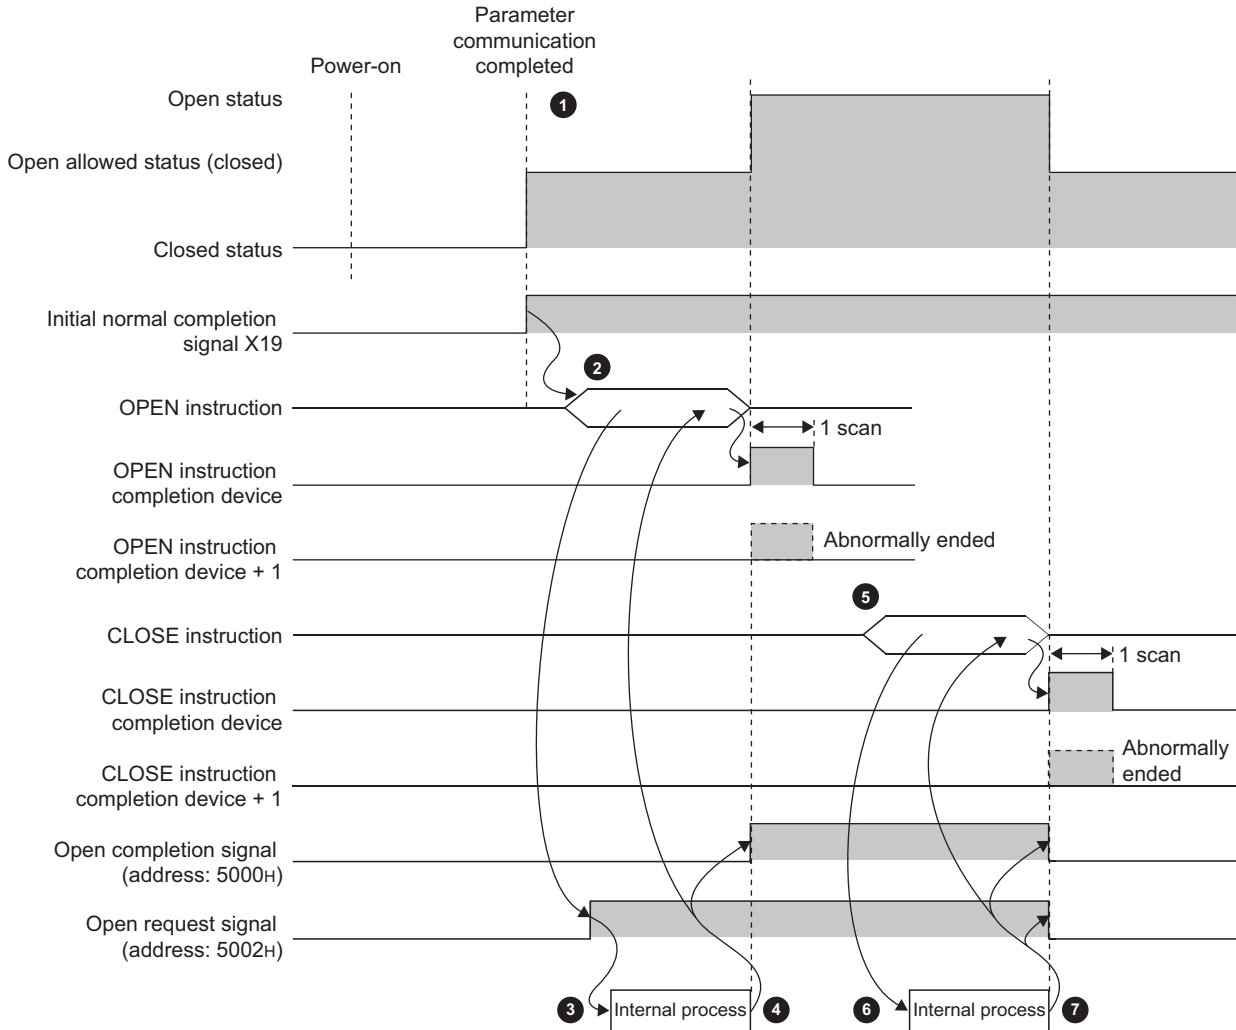 Parameter
communication
completed
Power-on
Open status
1
Open allowed status (closed)
Closed status
Initial normal completion
signal X19
2
OPEN instruction
1 scan
OPEN instruction
completion device
OPEN instruction
completion device + 1
Abnormally ended
5
CLOSE instruction
1 scan
CLOSE instruction
completion device
CLOSE instruction
completion device + 1
Abnormally
ended
Open completion signal
(address: 5000H)
Open request signal
(address: 5002H)
3
Internal process
4
6
Internal process
7